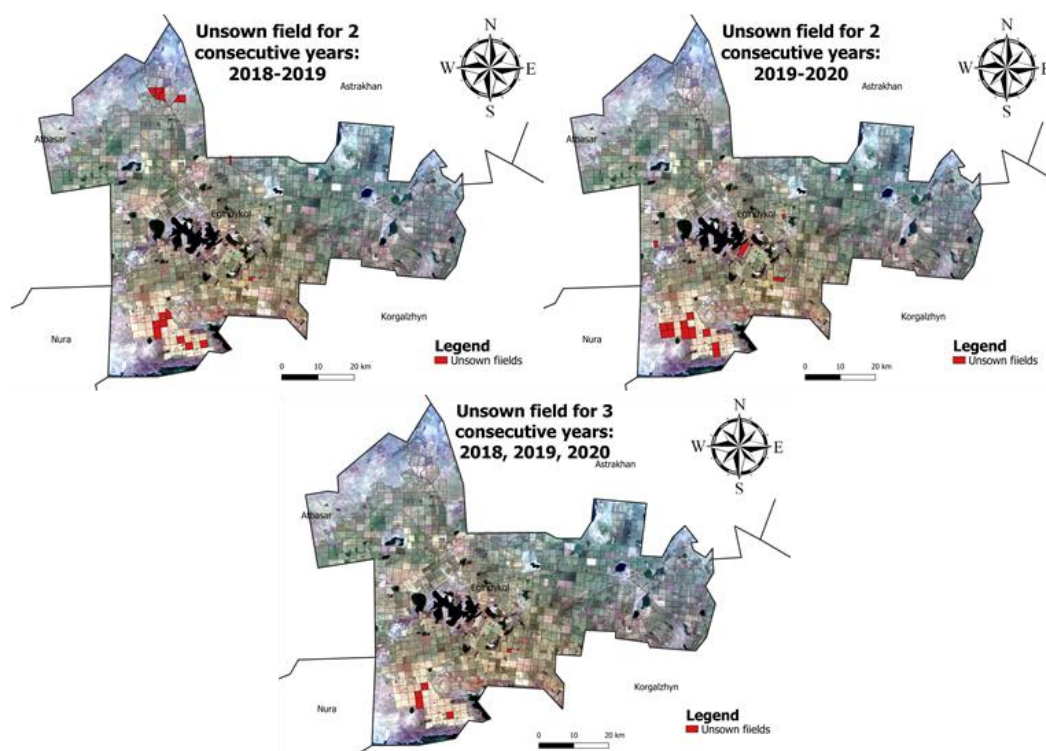 Unsown field for 2
consecutive years:
2018-2019
N
W
E
S
Astrakhan
Atbasar
Egindykol
Korgalzhyn
Nura
Legend
Unsown fiields
0 10 20 km
Unsown field for 2
consecutive years:
2019-2020
N
W
E
S
Astrakhan
Atbasar
Egindykol
Korgalzhyn
Nura
Legend
Unsown fiields
0 10 20 km
Unsown field for 3
consecutive years:
2018, 2019, 2020
N
W
E
S
Astrakhan
Atbasar
Egindykol
Korgalzhyn
Nura
Legend
Unsown fiields
0 10 20 km